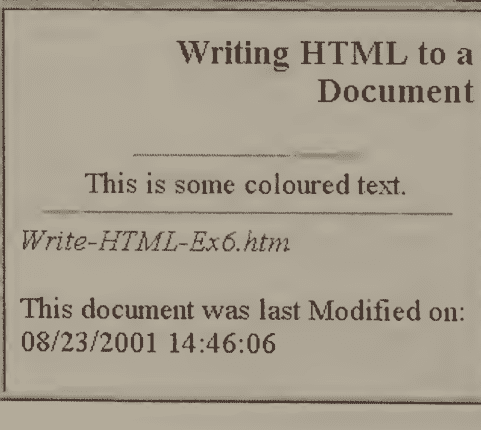 Writing HTML to a
Document
This is some coloured text.
Write-HTML-Ex6.htm
This document was last Modified on:
08/23/2001 14:46:06